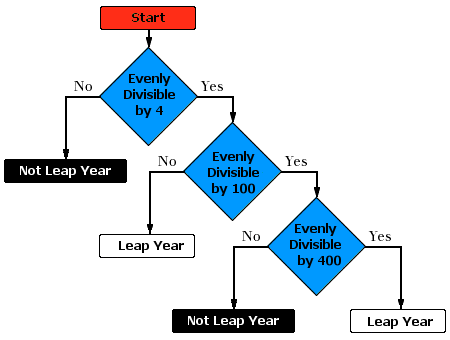 Start
Evenly
Divisible
by 4
No
Yes
Not Leap Year
Evenly
Divisible
by 100
No
Yes
Leap Year
Evenly
Divisible
by 400
No
Yes
Not Leap Year
Leap Year